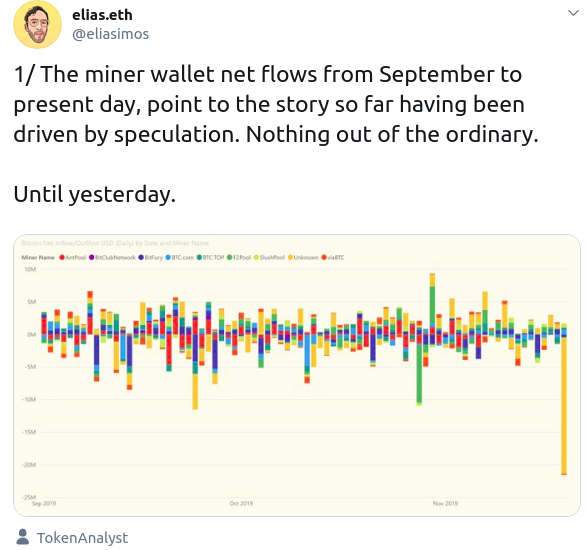 elias.eth
@eliasimos
1/ The miner wallet net flows from September to
present day, point to the story so far having been
driven by speculation. Nothing out of the ordinary.
Until yesterday.
Bitcoin Net Inflow/Outflow USD (Daily) by Date and Miner Name
Miner Name AntPool BitClubNetwork BitFury BTC.com BTC.TOP F2Pool SlushPool Unknown viaBTC
10M
5M
0M
-5M
-10M
-15M
-20M
-25M
Sep 2019 Oct 2019 Nov 2019
TokenAnalyst